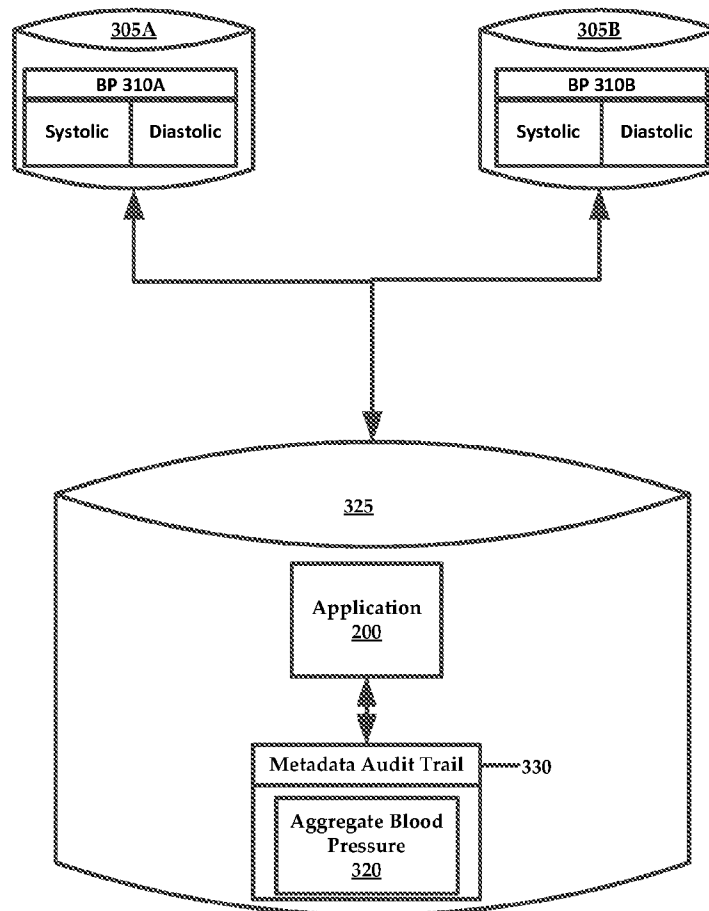 305A
BP 310A
Systolic
Diastolic
305B
BP 310B
Systolic
Diastolic
325
Application
200
Metadata Audit Trail
330
Aggregate Blood
Pressure
320